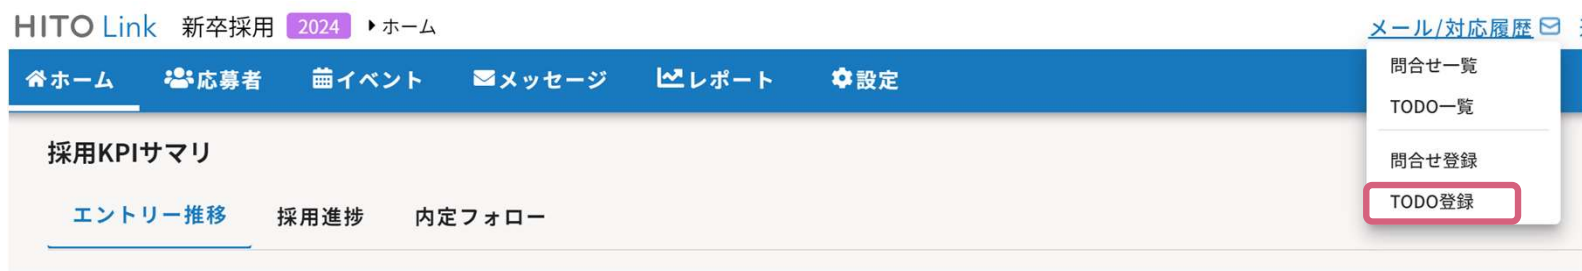 HITO Link 新卒採用 2024 ▶ホーム メール/対応履歴
ホーム 応募者 イベント メッセージ レポート 設定
問合せ一覧
TODO一覧
問合せ登録
TODO登録
採用KPIサマリ
エントリー推移 採用進捗 内定フォロー